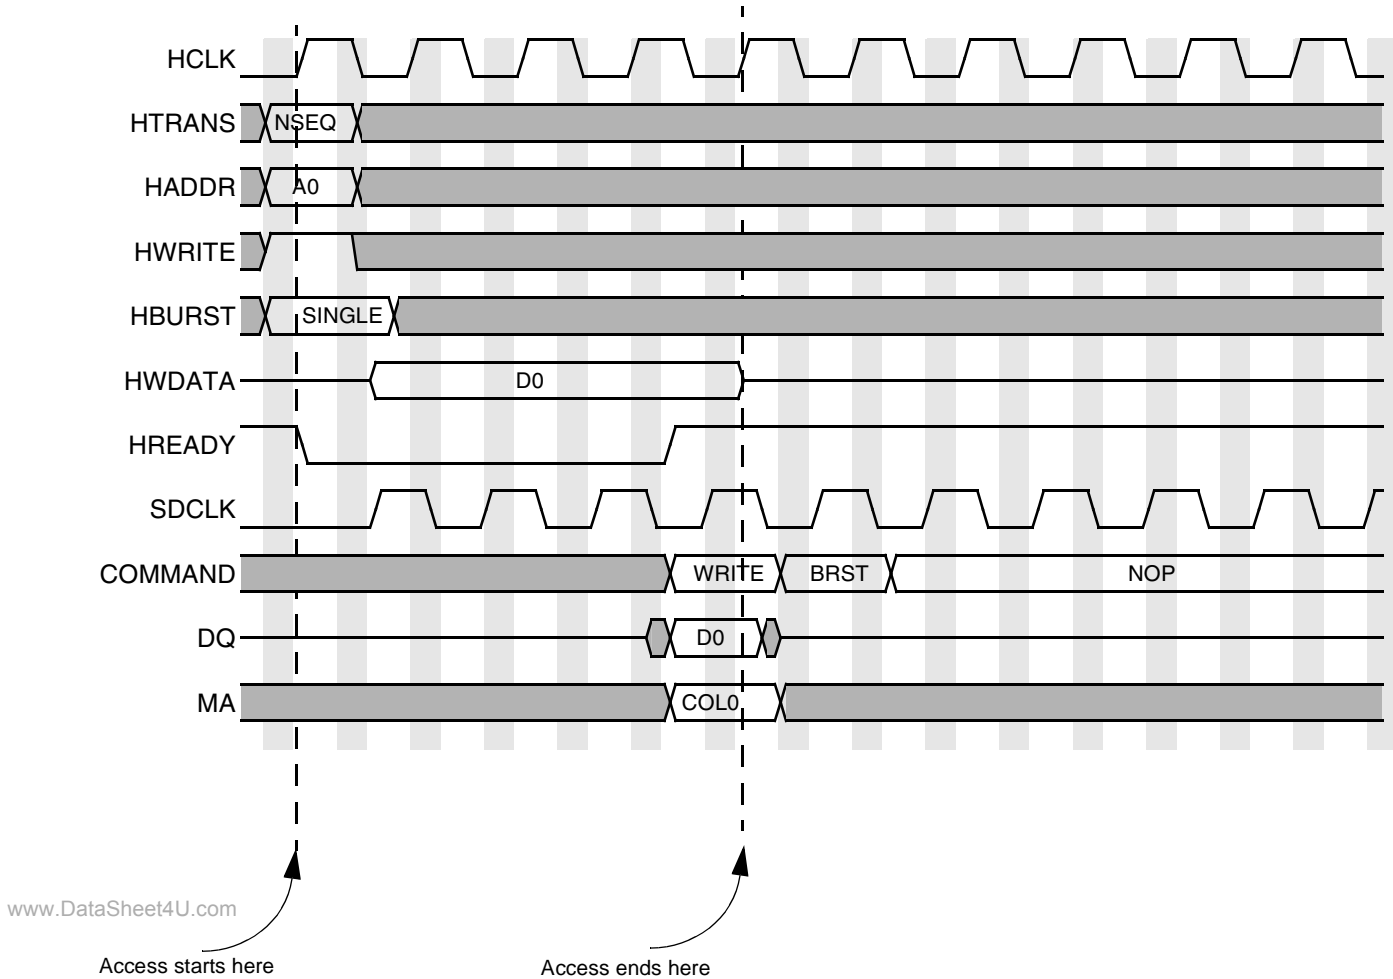 HCLK
HTRANS NSEQ
HADDR A0
HWRITE
HBURST SINGLE
HWDATA D0
HREADY
SDCLK
COMMAND WRITE BRST NOP
DQ D0
MA COL0
www.DataSheet4U.com
Access starts here
Access ends here